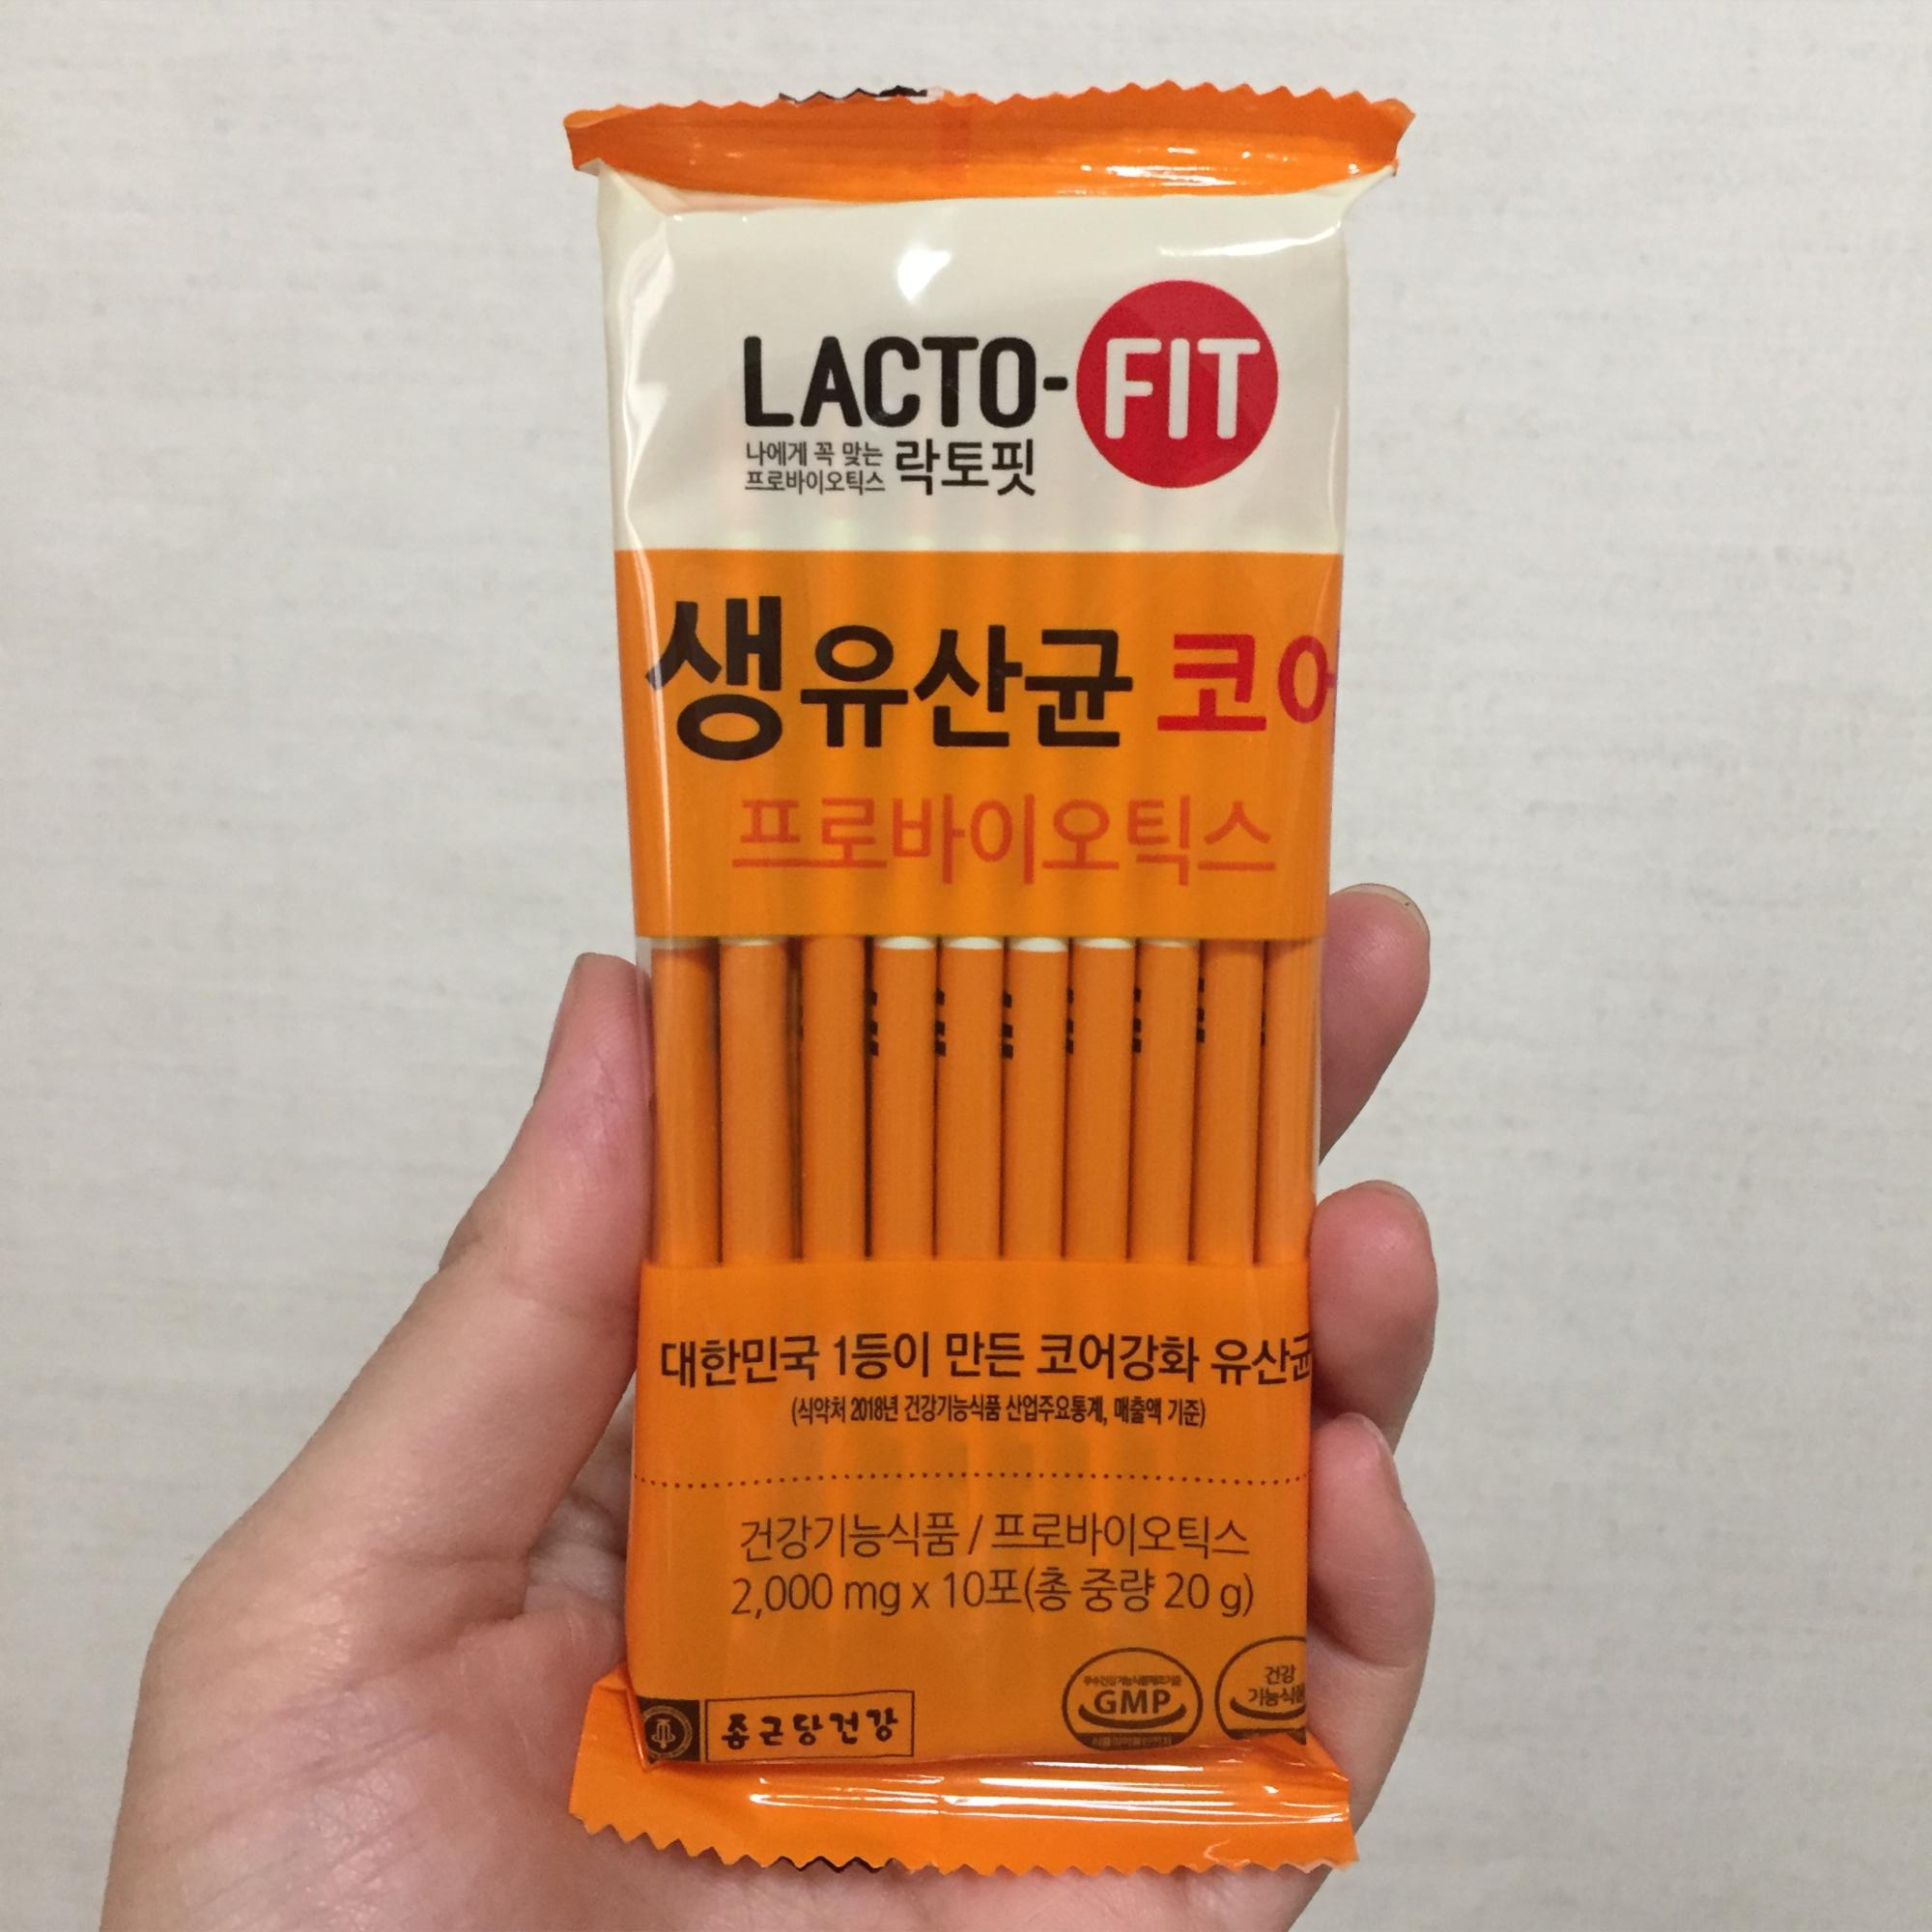 LACTO-FIT
나에게 꼭 맞는
프로바이오틱스 락토핏
생유산균 코어
프로바이오틱스
대한민국 1등이 만든 코어강화 유산균
(식약처 2018년 건강기능식품 산업주요통계, 매출액 기준)
건강기능식품 / 프로바이오틱스
2,000 mg x 10포(총 중량 20 g)
GMP
건강
기능식품
종근당건강